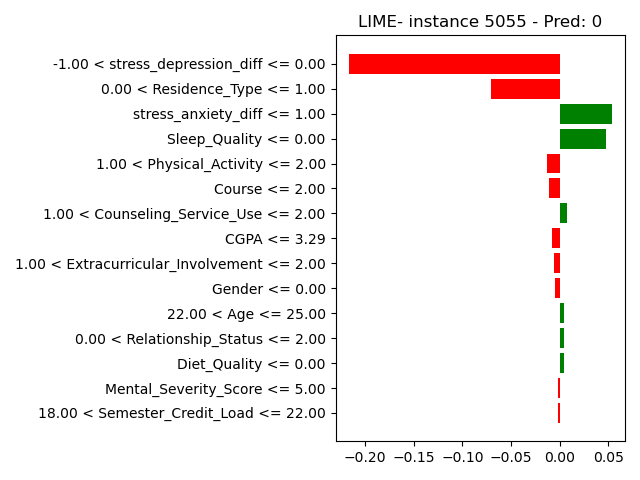 LIME- instance 5055 - Pred: 0
-1.00 < stress_depression_diff <= 0.00
0.00 < Residence_Type <= 1.00
stress_anxiety_diff <= 1.00
Sleep_Quality <= 0.00
1.00 < Physical_Activity <= 2.00
Course <= 2.00
1.00 < Counseling_Service_Use <= 2.00
CGPA <= 3.29
1.00 < Extracurricular_Involvement <= 2.00
Gender <= 0.00
22.00 < Age <= 25.00
0.00 < Relationship_Status <= 2.00
Diet_Quality <= 0.00
Mental_Severity_Score <= 5.00
18.00 < Semester_Credit_Load <= 22.00
−0.20 −0.15 −0.10 −0.05 0.00 0.05